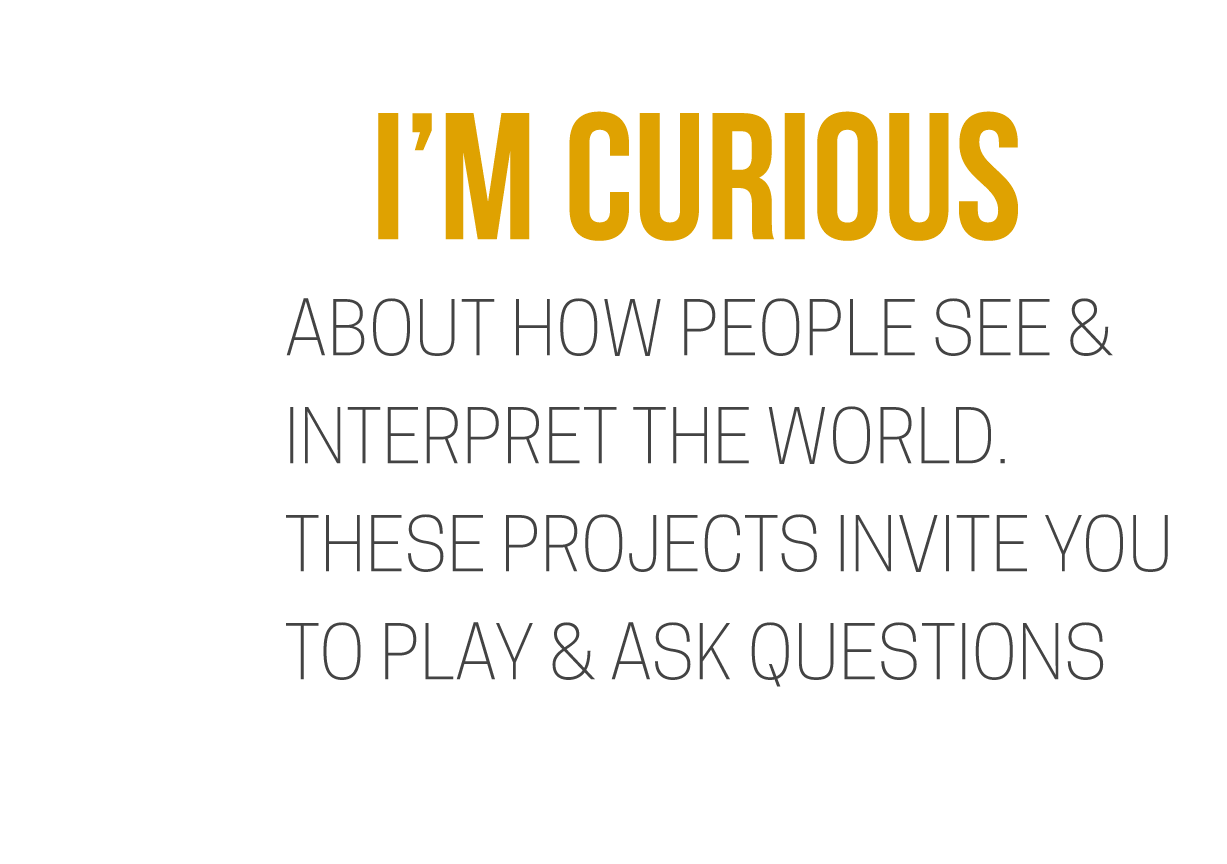 I’M CURIOUS
ABOUT HOW PEOPLE SEE &
INTERPRET THE WORLD.
THESE PROJECTS INVITE YOU
TO PLAY & ASK QUESTIONS